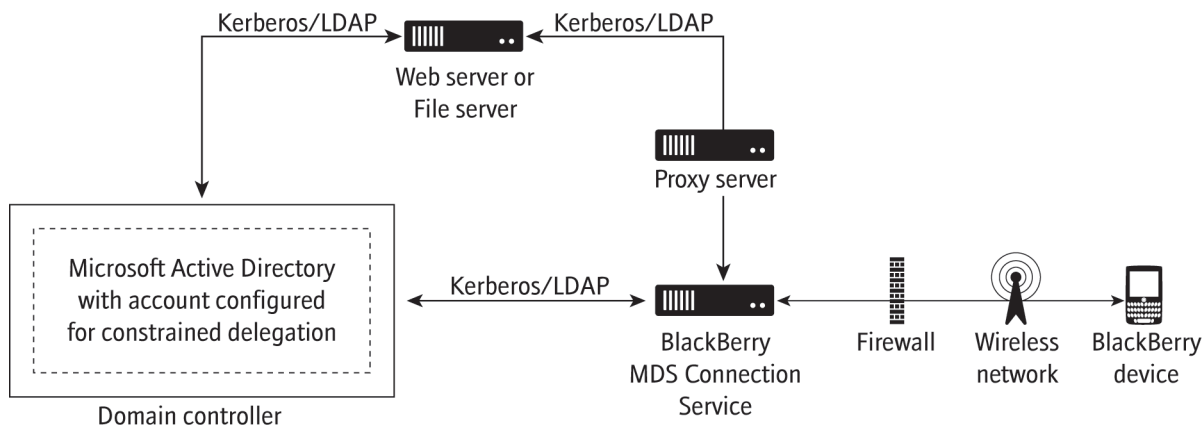 Kerberos/LDAP
Kerberos/LDAP
Web server or
File server
Proxy server
Microsoft Active Directory
with account configured
for constrained delegation
Domain controller
Kerberos/LDAP
BlackBerry
MDS Connection
Service
Firewall
Wireless
network
BlackBerry
device